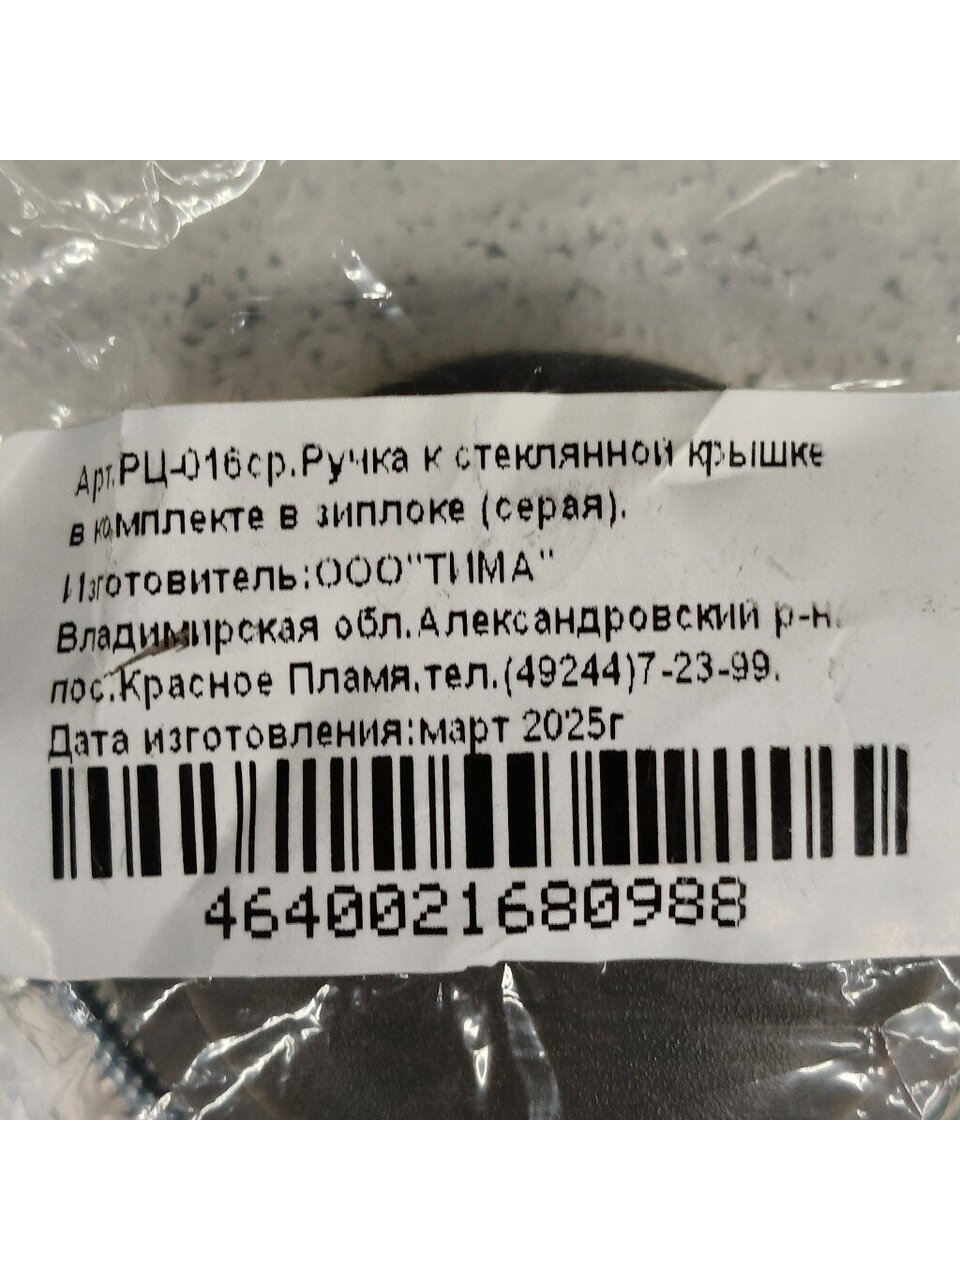 Арт.РЦ-016ср.Ручка к стеклянной крышке
в комплекте в зиплоке (серая).
Изготовитель:ООО"ТИМА"
Владимирская обл.Александровский р-н.
пос.Красное Пламя.тел.(49244)7-23-99.
Дата изготовления:март 2025г
4640021680988